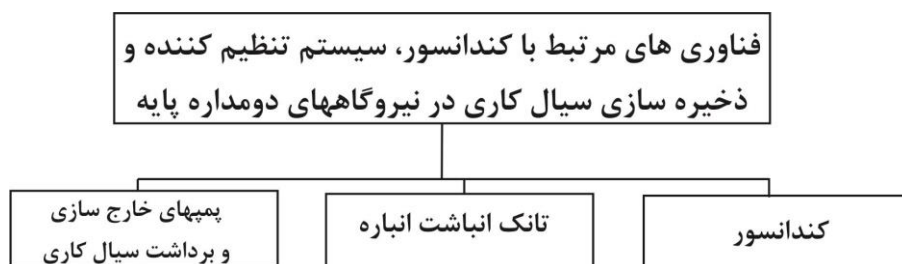 فناوری های مرتبط با کندانسور، سیستم تنظیم کننده و
ذخیره سازی سیال کاری در نیروگاههای دومداره پایه
کندانسور
تانک انباشت انباره
پمپهای خارج سازی
و برداشت سیال کاری